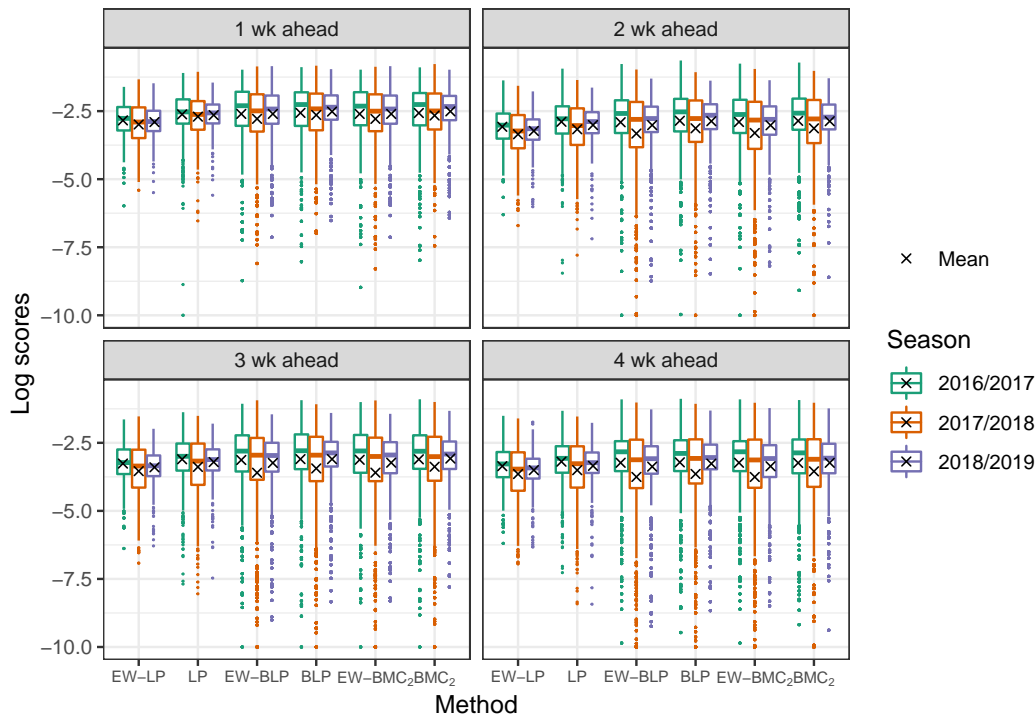 1 wk ahead
2 wk ahead
−2.5
−5.0
−7.5
−10.0
3 wk ahead
4 wk ahead
−2.5
−5.0
−7.5
−10.0
EW−LP LP EW−BLP BLP EW−BMC₂ BMC₂
EW−LP LP EW−BLP BLP EW−BMC₂ BMC₂
Method
Log scores
Mean
Season
2016/2017
2017/2018
2018/2019